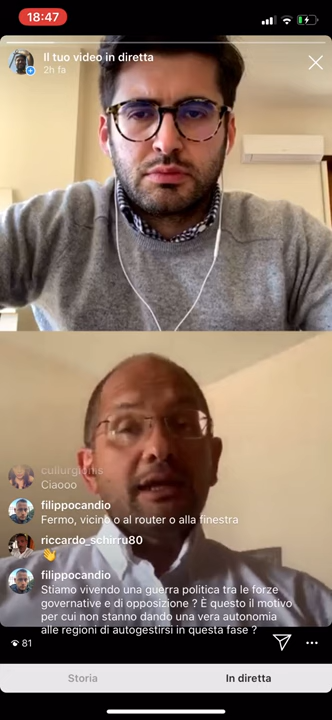 18:47
Il tuo video in diretta
2h fa
cullurgioms
Ciaooo
filippocandio
Fermo, vicino o al router o alla finestra
riccardo_schirru80
👋
filippocandio
Stiamo vivendo una guerra politica tra le forze
governative e di opposizione ? È questo il motivo
per cui non stanno dando una vera autonomia
alle regioni di autogestirsi in questa fase ?
81
Storia
In diretta